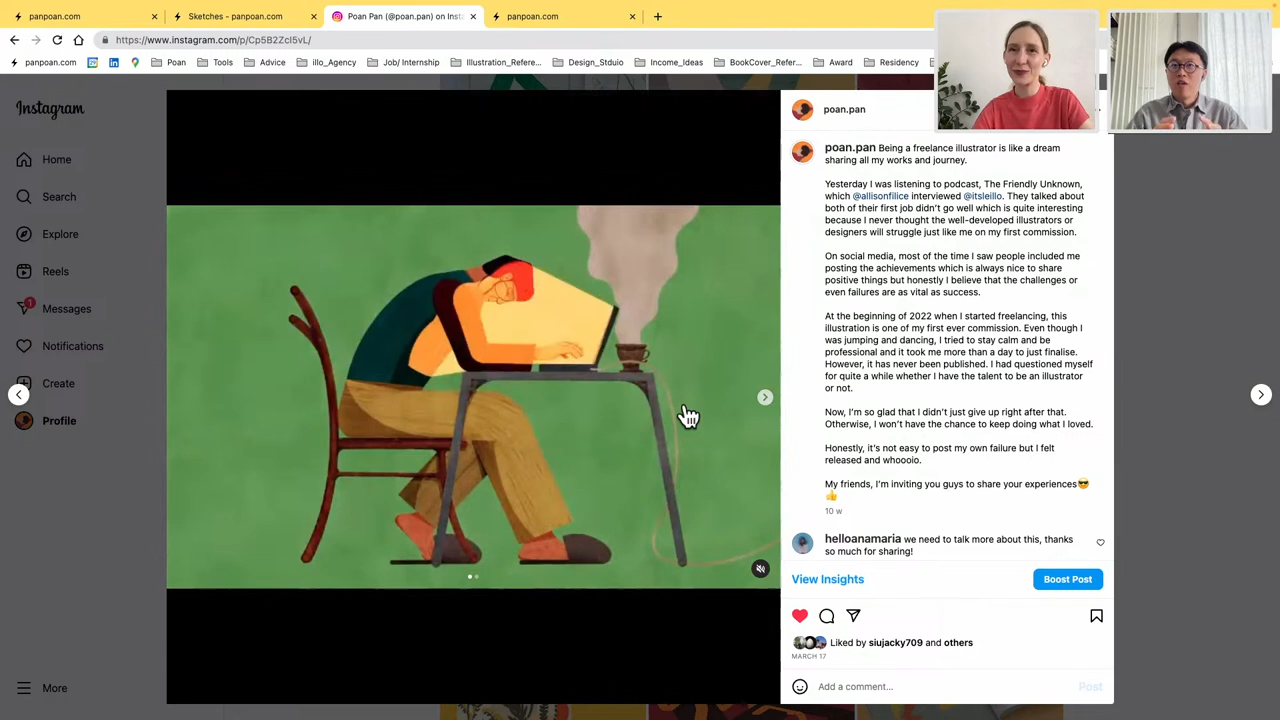 panpoan.com
Sketches - panpoan.com
Poan Pan (@poan.pan) on Inst
panpoan.com
https://www.instagram.com/p/Cp5B2ZcI5vL/
panpoan.com
Poan
Tools
Advice
illo_Agency
Job/ Internship
Illustration_Refere...
Design_Stduio
Income_Ideas
BookCover_Refer...
Award
Residency
Instagram
Home
Search
Explore
Reels
1
Messages
Notifications
Create
Profile
More
poan.pan
poan.pan Being a freelance illustrator is like a dream
sharing all my works and journey.
Yesterday I was listening to podcast, The Friendly Unknown,
which @allisonfilice interviewed @itsleillo. They talked about
both of their first job didn't go well which is quite interesting
because I never thought the well-developed illustrators or
designers will struggle just like me on my first commission.
On social media, most of the time I saw people included me
posting the achievements which is always nice to share
positive things but honestly I believe that the challenges or
even failures are as vital as success.
At the beginning of 2022 when I started freelancing, this
illustration is one of my first ever commission. Even though I
was jumping and dancing, I tried to stay calm and be
professional and it took me more than a day to just finalise.
However, it has never been published. I had questioned myself
for quite a while whether I have the talent to be an illustrator
or not.
Now, I'm so glad that I didn't just give up right after that.
Otherwise, I won't have the chance to keep doing what I loved.
Honestly, it's not easy to post my own failure but I felt
released and whoooio.
My friends, I'm inviting you guys to share your experiences😎
👍
10 w
helloanamaria we need to talk more about this, thanks
so much for sharing!
View Insights
Boost Post
Liked by siujacky709 and others
MARCH 17
Add a comment...
Post